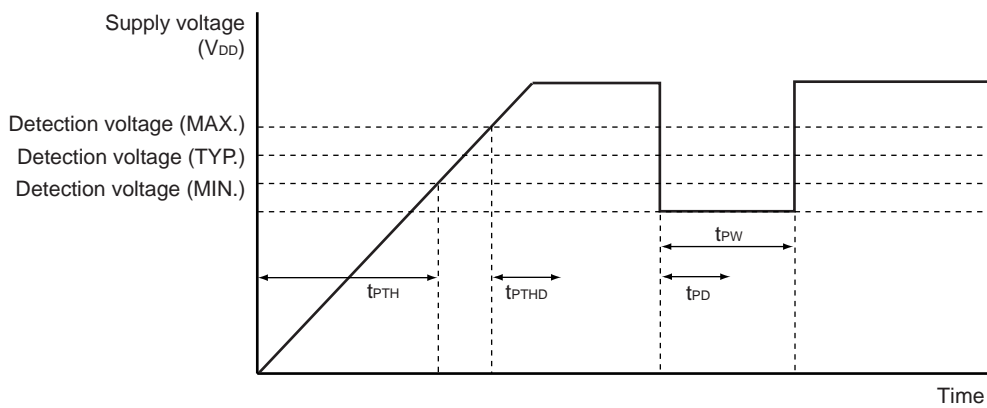 Supply voltage
(VDD)
Detection voltage (MAX.)
Detection voltage (TYP.)
Detection voltage (MIN.)
tPW
tPTH
tPTHD
tPD
Time